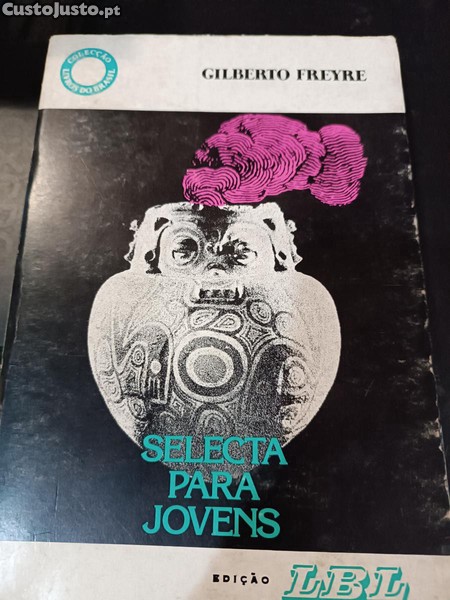 CustoJusto.pt
COLECÇÃO
LIVROS DO BRASIL
GILBERTO FREYRE
SELECTA
PARA
JOVENS
EDIÇÃO LBL